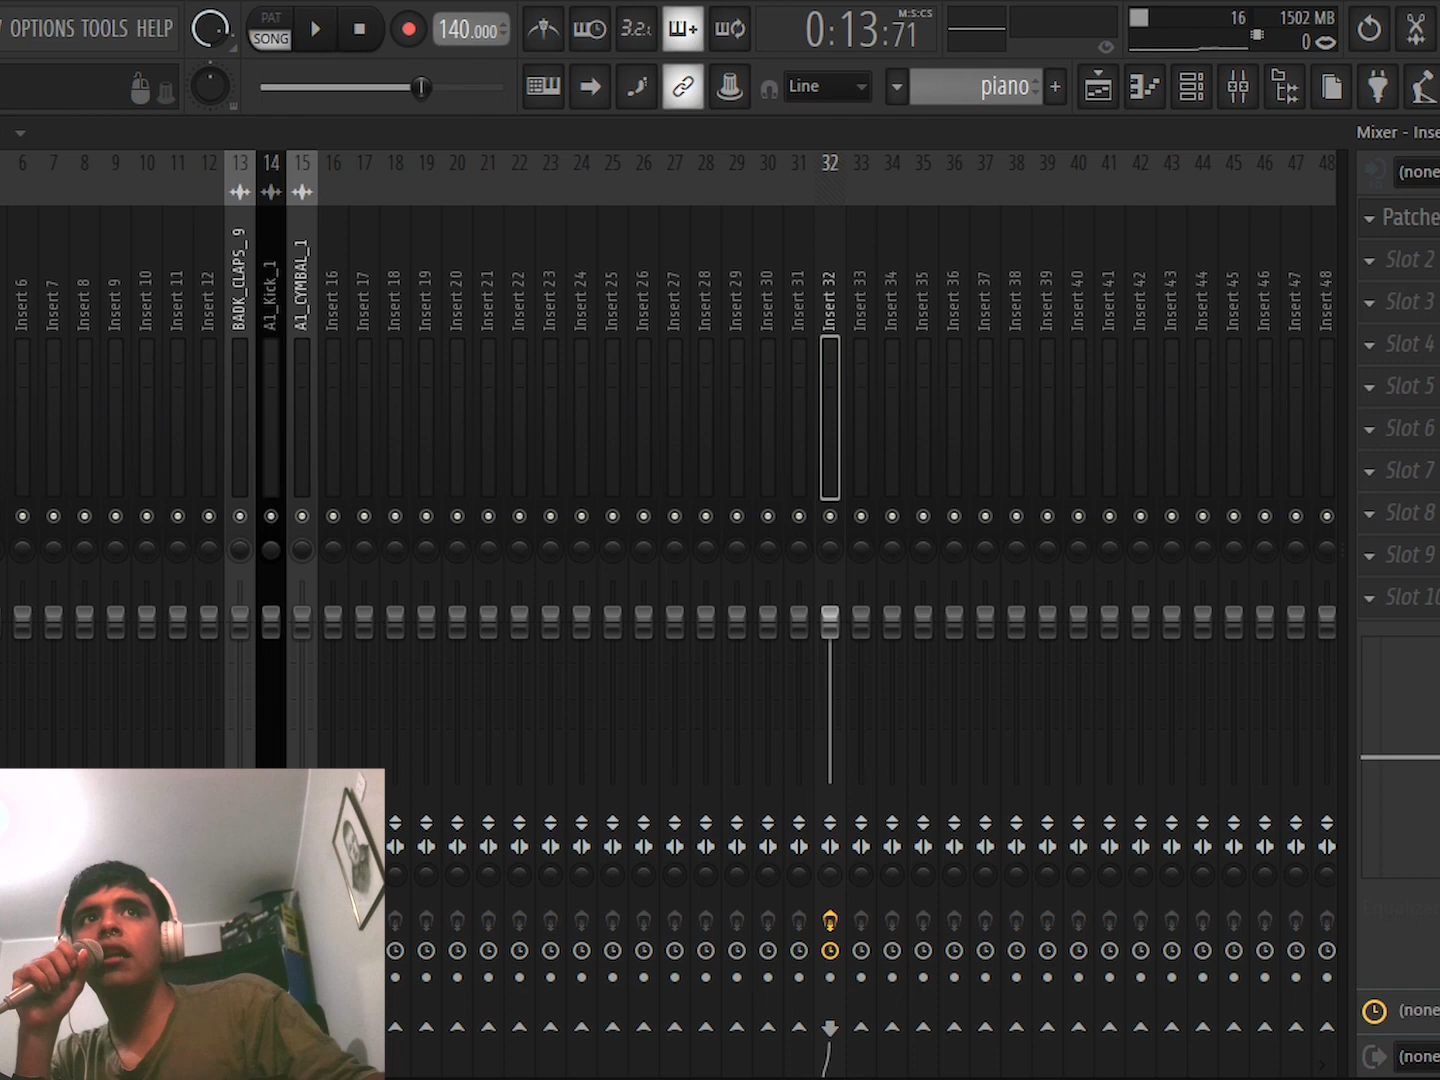 OPTIONS TOOLS HELP
PAT
SONG
140.000
3.2
0:13:71
M:S:CS
16
1502 MB
0
Line
piano
+
Mixer - Inse
6 7 8 9 10 11 12 13 14 15 16 17 18 19 20 21 22 23 24 25 26 27 28 29 30 31 32 33 34 35 36 37 38 39 40 41 42 43 44 45 46 47 48
(none
Insert 6
Insert 7
Insert 8
Insert 9
Insert 10
Insert 11
Insert 12
BADK_CLAPS_9
A1_Kick_1
A1_CYMBAL_1
Insert 16
Insert 17
Insert 18
Insert 19
Insert 20
Insert 21
Insert 22
Insert 23
Insert 24
Insert 25
Insert 26
Insert 27
Insert 28
Insert 29
Insert 30
Insert 31
Insert 32
Insert 33
Insert 34
Insert 35
Insert 36
Insert 37
Insert 38
Insert 39
Insert 40
Insert 41
Insert 42
Insert 43
Insert 44
Insert 45
Insert 46
Insert 47
Insert 48
Patche
Slot 2
Slot 3
Slot 4
Slot 5
Slot 6
Slot 7
Slot 8
Slot 9
Slot 10
Equalize
(none
(none